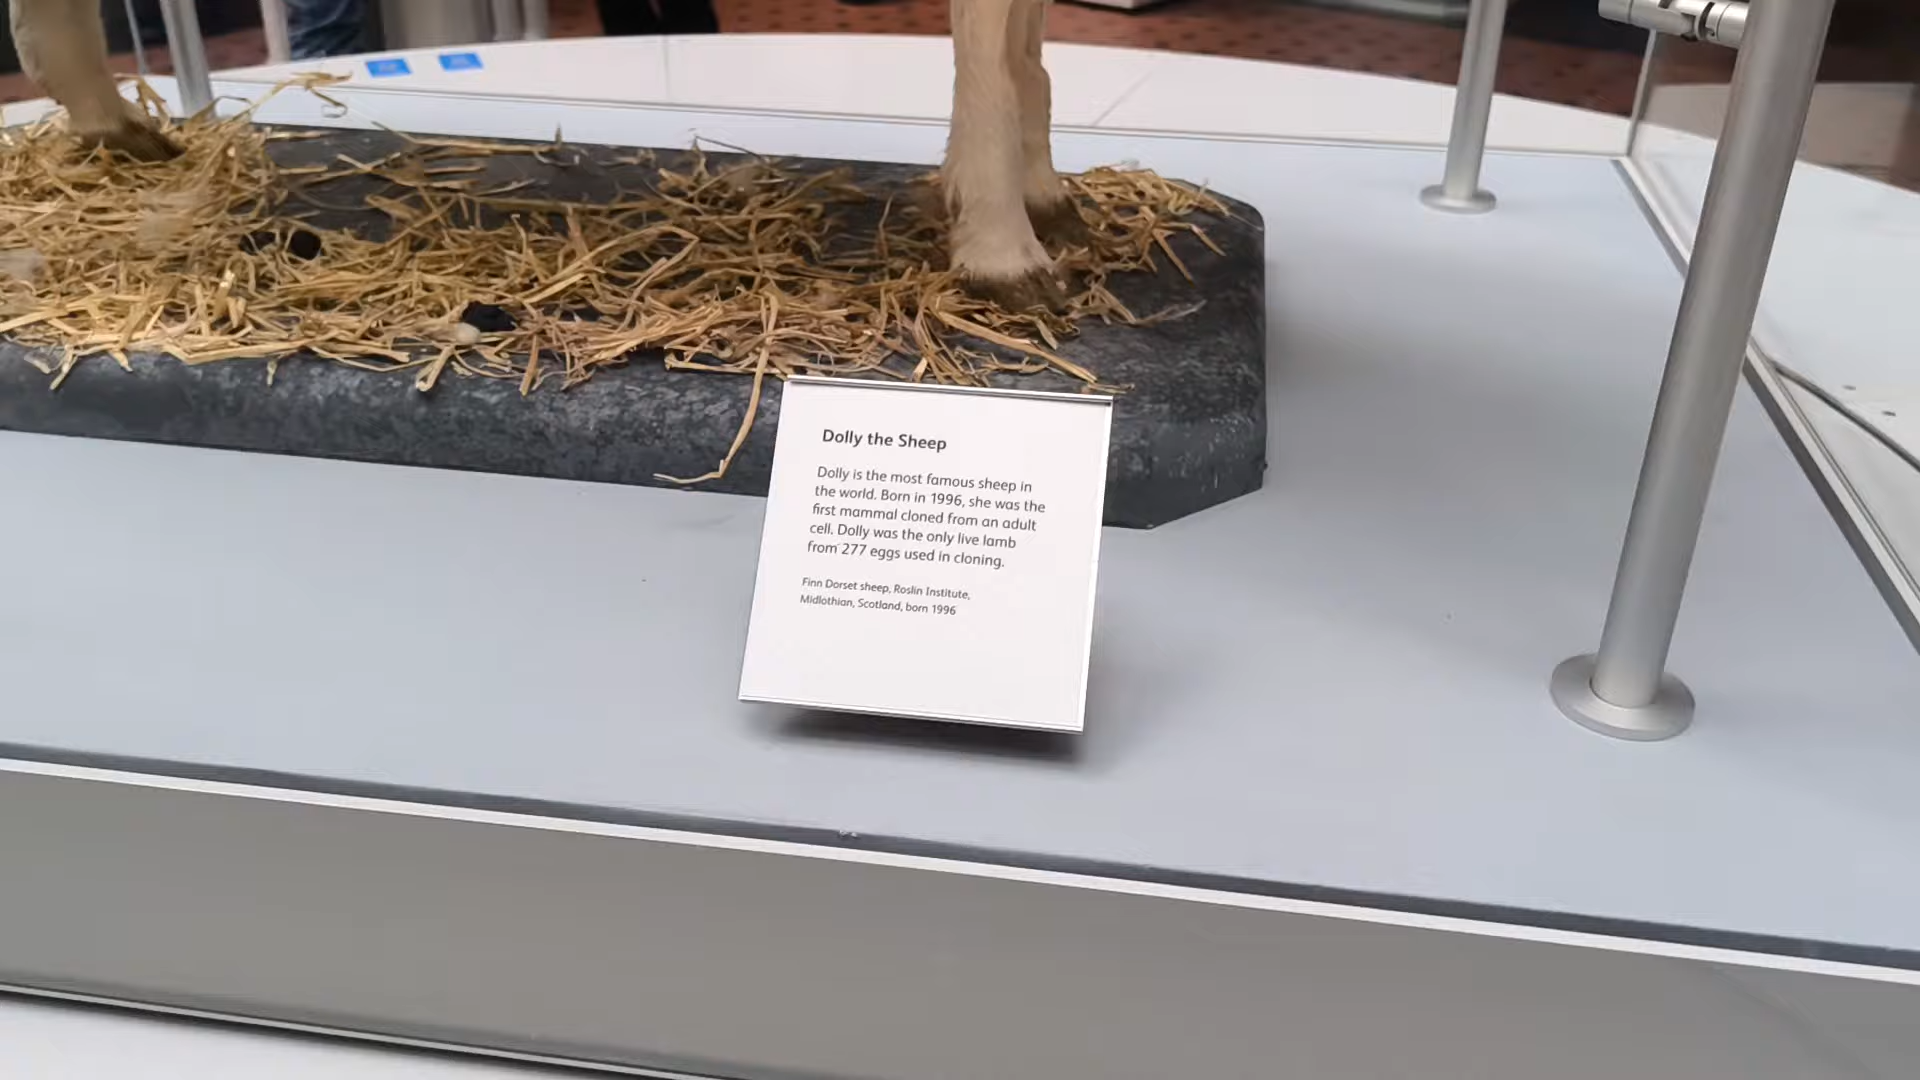 Dolly the Sheep
Dolly is the most famous sheep in
the world. Born in 1996, she was the
first mammal cloned from an adult
cell. Dolly was the only live lamb
from 277 eggs used in cloning.
Finn Dorset sheep, Roslin Institute,
Midlothian, Scotland, born 1996